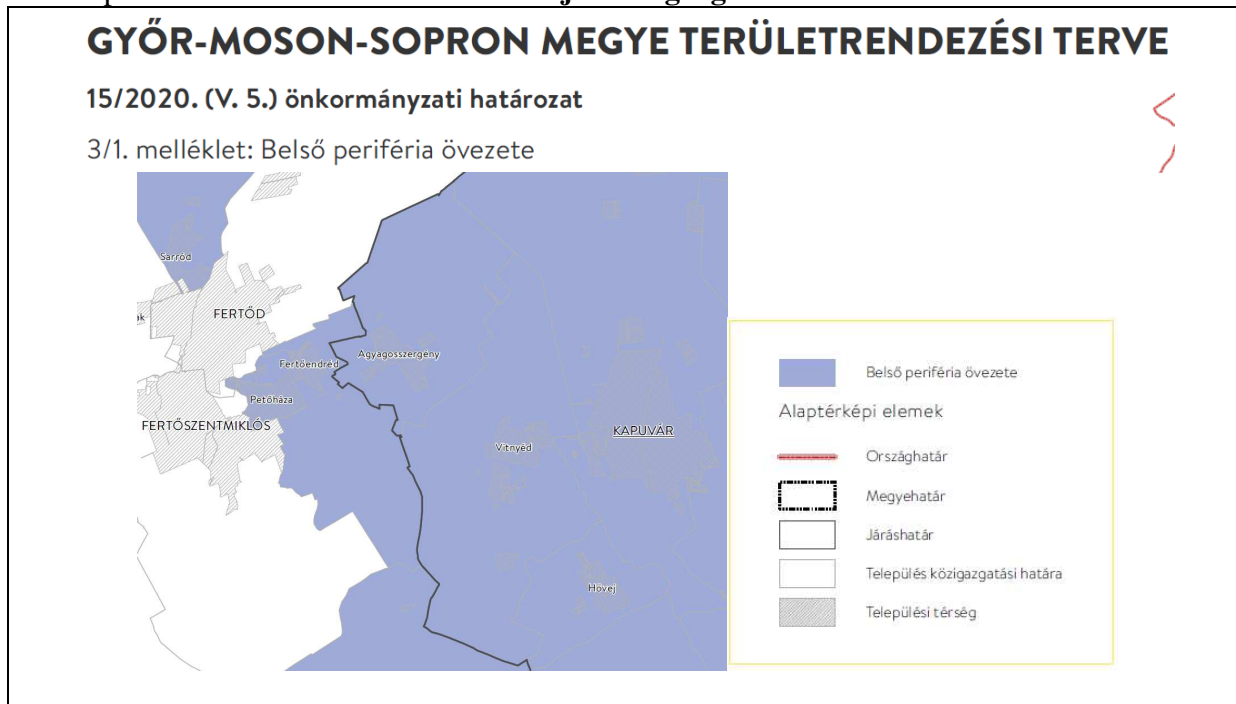 GYŐR-MOSON-SOPRON MEGYE TERÜLETRENDEZÉSI TERVE
15/2020. (V. 5.) önkormányzati határozat
3/1. melléklet: Belső periféria övezete
Sarród
FERTŐD
ak
Fertőendréd
Agyagosszergény
Petőháza
FERTŐSZENTMIKLÓS
Vitnyéd
KAPUVÁR
Hövej
Belső periféria övezete
Alaptérképi elemek
Országhatár
Megyehatár
Járáshatár
Település közigazgatási határa
Települési térség